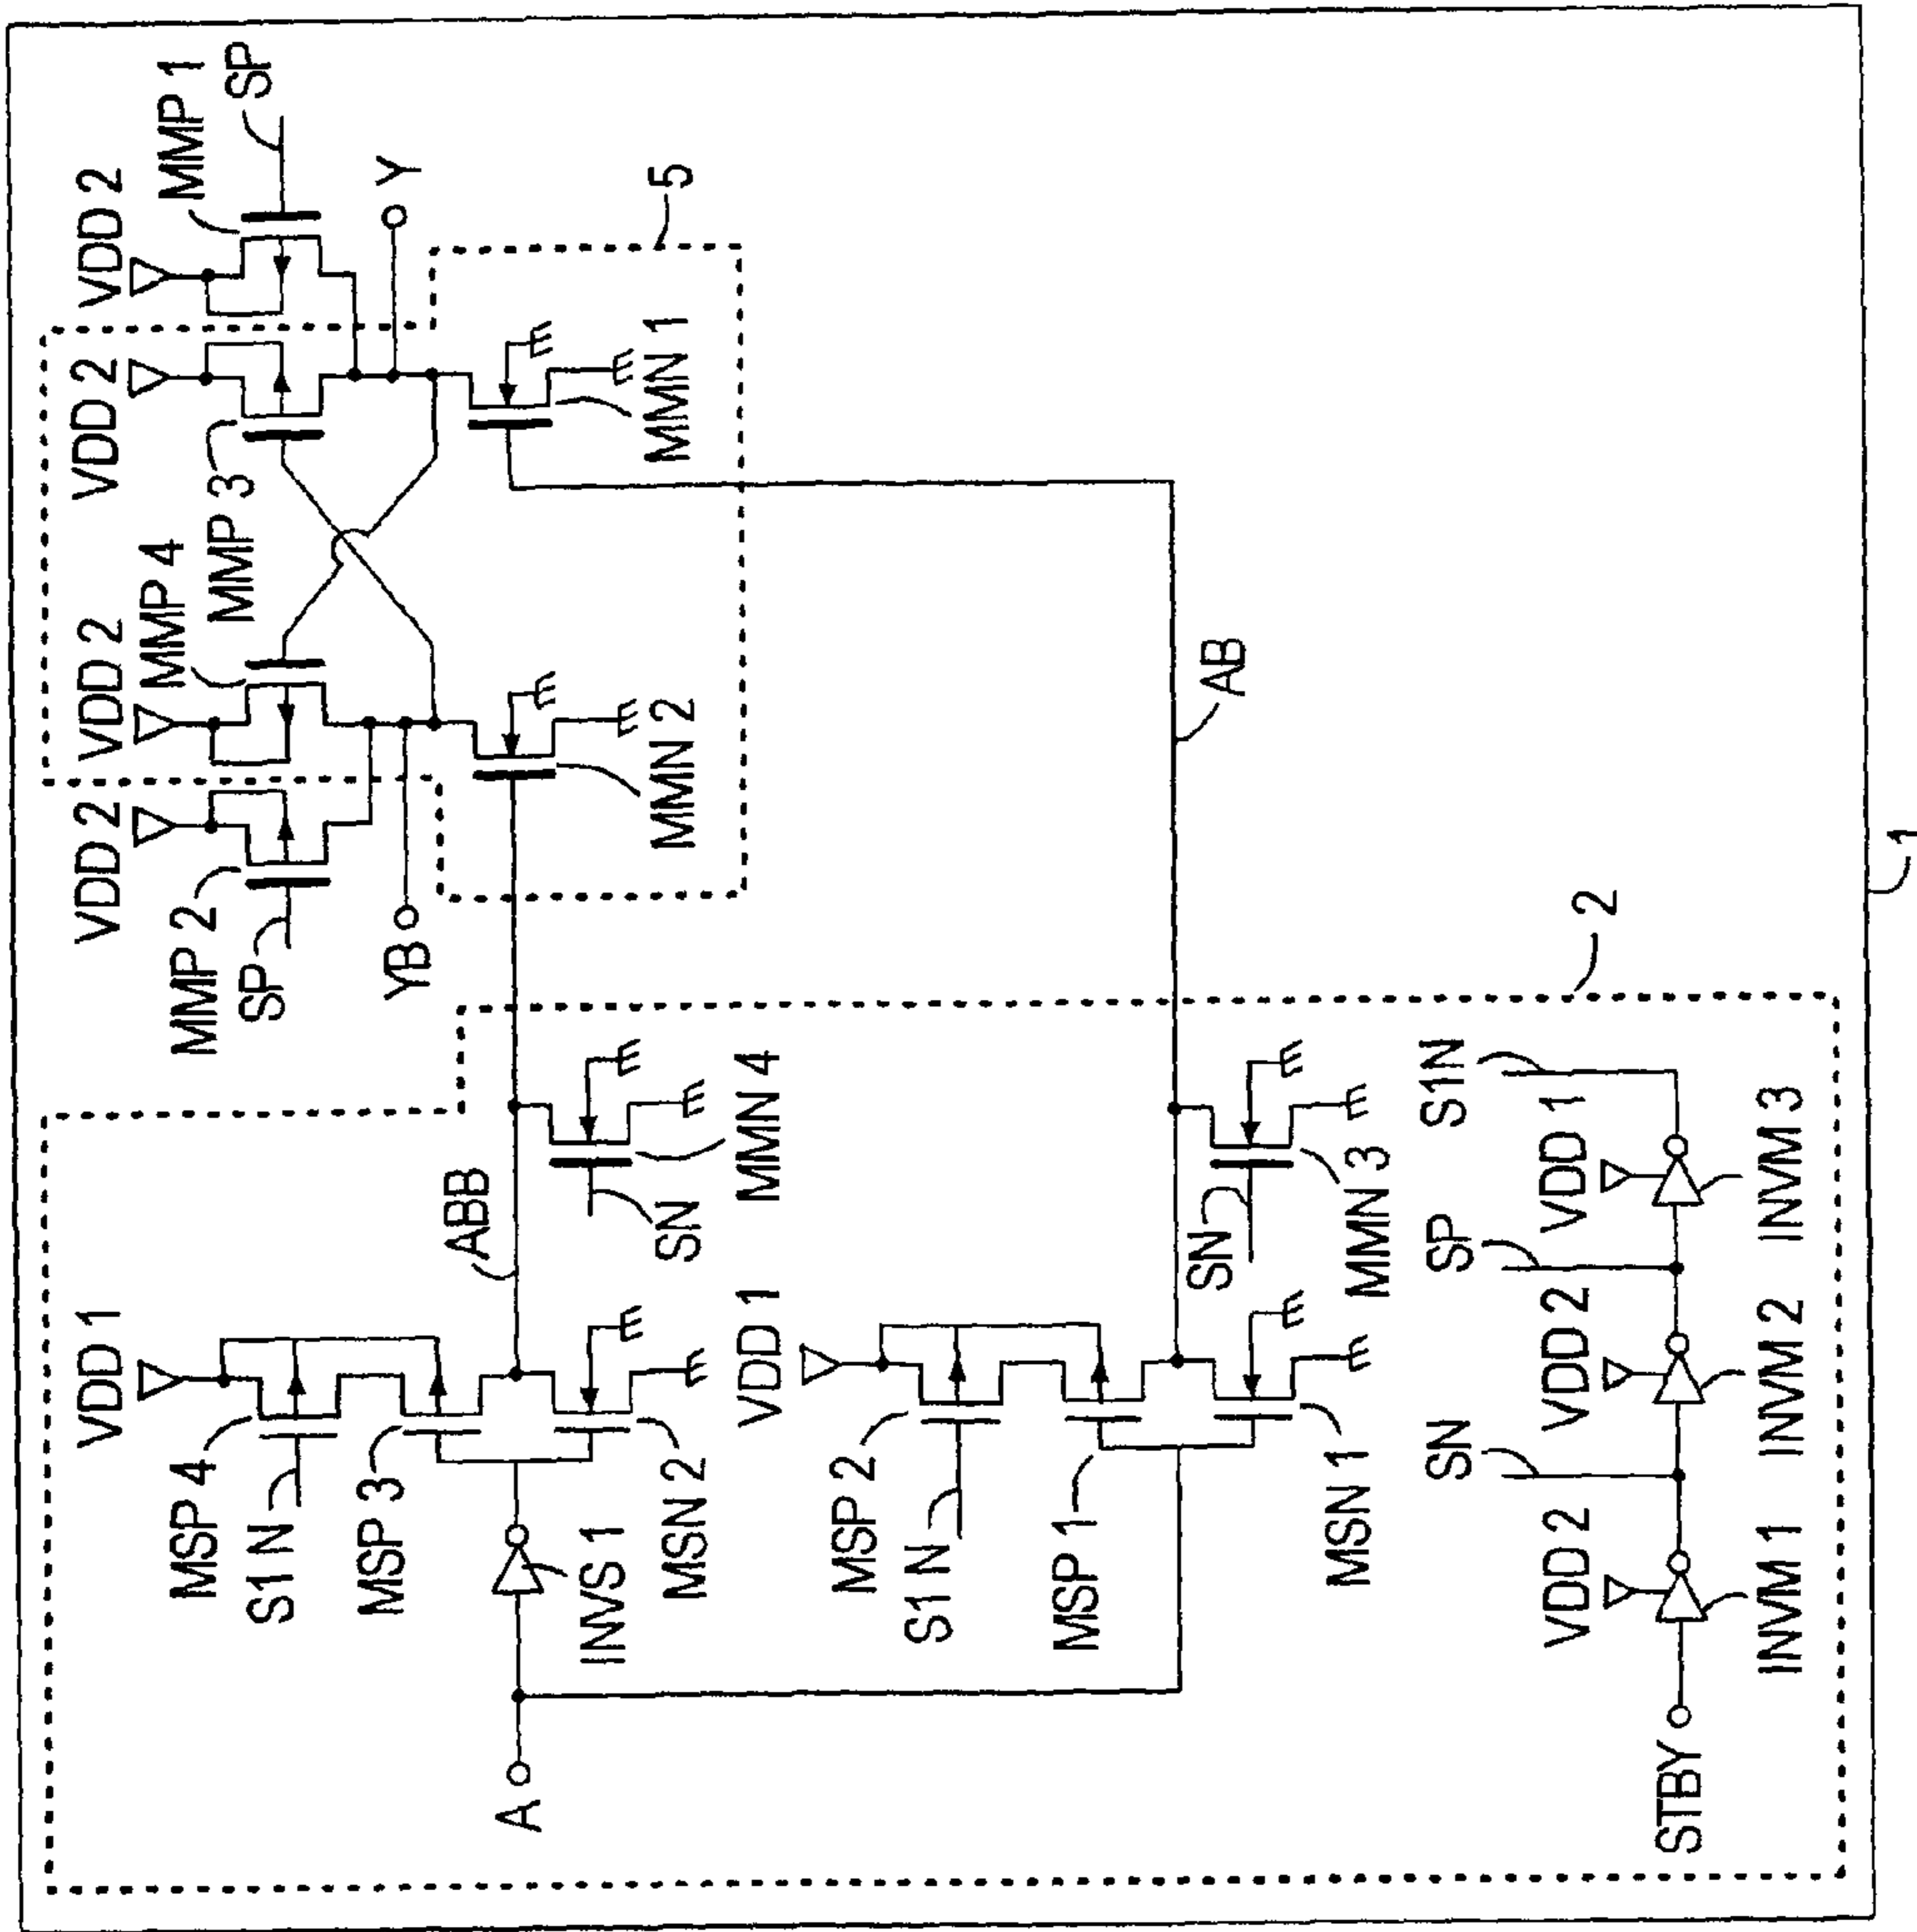 VDD 2
MMP 1
SP
VDD 2
MMP 3
Y
5
VDD 2
MMP 4
VDD 2
MMP 2
SP
YB
MMN 1
MMN 2
AB
VDD 1
MSP 4
S1 N
MSP 3
INVS 1
MSN 2
ABB
SN
MMN 4
A
VDD 1
MSP 2
S1 N
MSP 1
MSN 1
SN
MMN 3
STBY
VDD 2
INVM 1
SN
VDD 2
INVM 2
SP
VDD 1
INVM 3
S1N
2
1